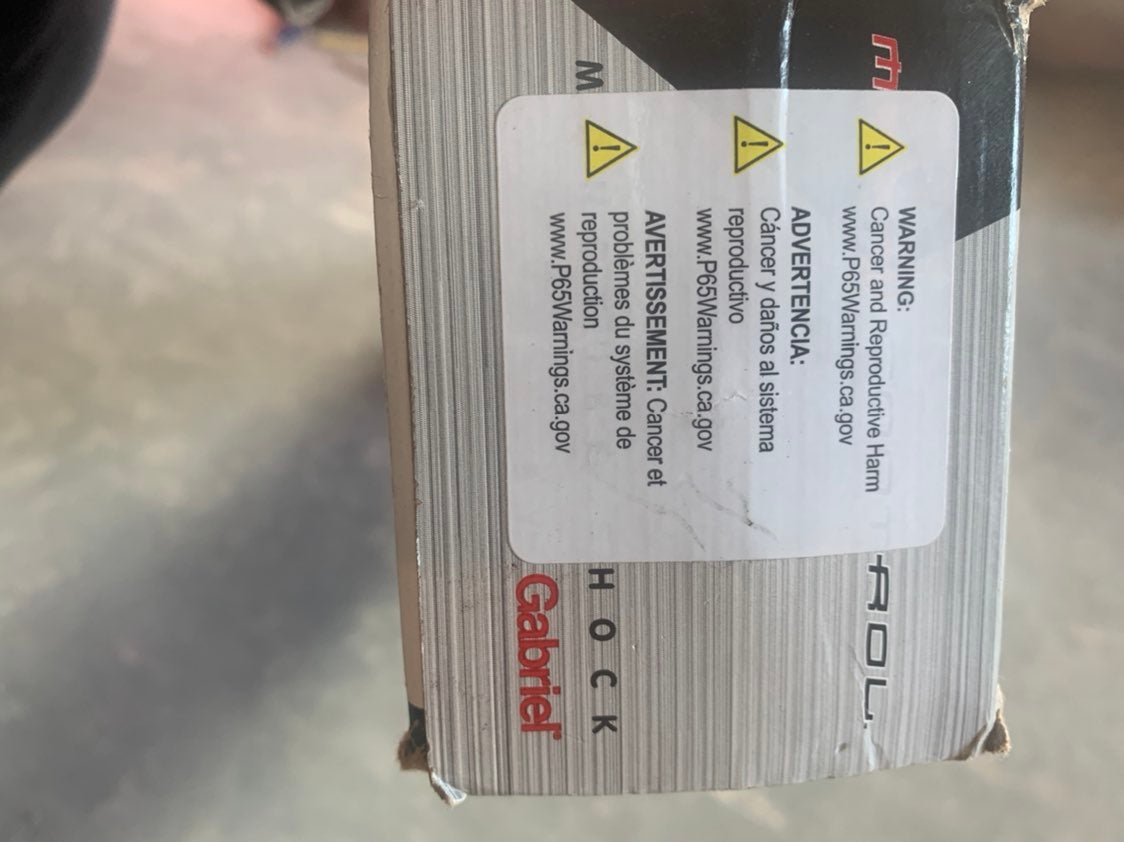 WARNING:
Cancer and Reproductive Harm
www.P65Warnings.ca.gov
ADVERTENCIA:
Cáncer y daños al sistema
reproductivo
www.P65Warnings.ca.gov
AVERTISSEMENT: Cancer et
problèmes du système de
reproduction
www.P65Warnings.ca.gov
HOCK
Gabriel